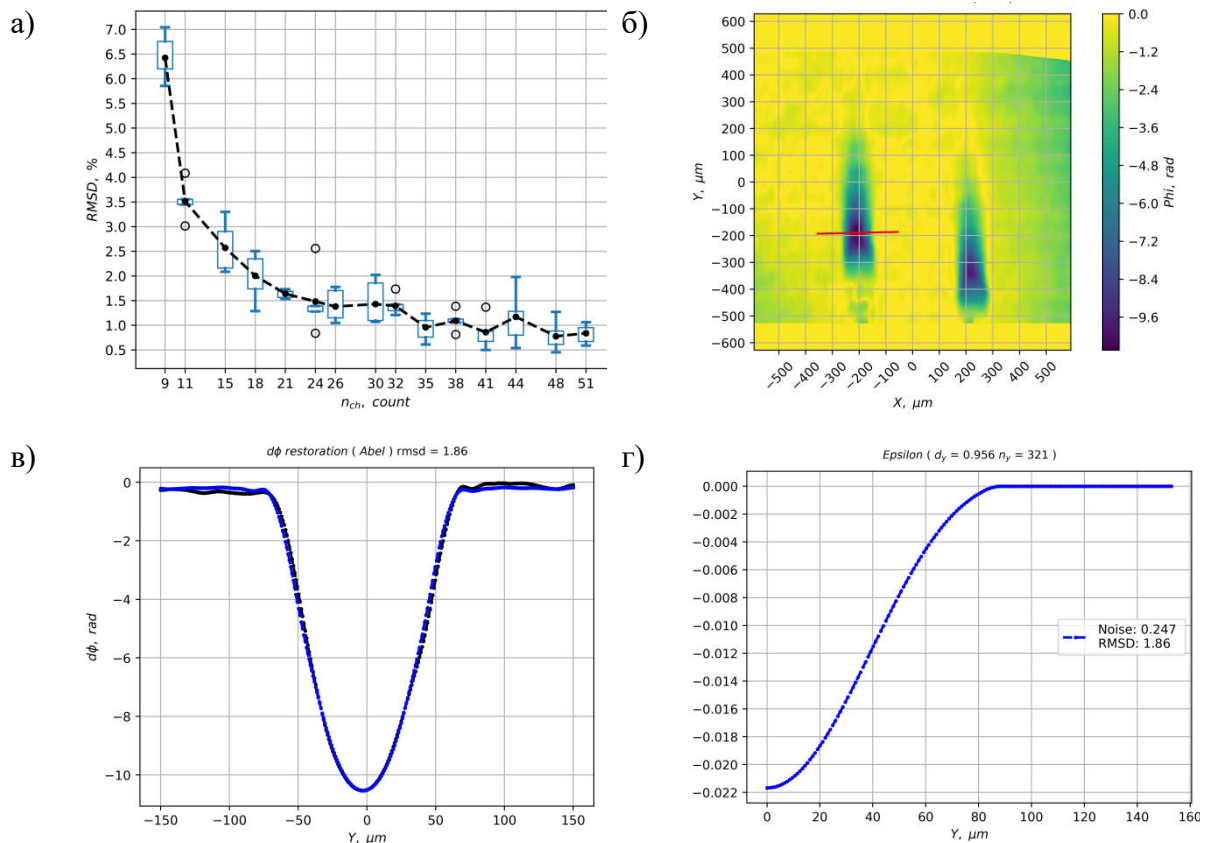 а)
RMSD, %
7.0
6.5
6.0
5.5
5.0
4.5
4.0
3.5
3.0
2.5
2.0
1.5
1.0
0.5
9 11 15 18 21 24 26 30 32 35 38 41 44 48 51
n_ch, count
б)
Y, μm
600
500
400
300
200
100
0
−100
−200
−300
−400
−500
−600
−500 −400 −300 −200 −100 0 100 200 300 400 500
X, μm
0.0
−1.2
−2.4
−3.6
−4.8
−6.0
−7.2
−8.4
−9.6
Phi, rad
в)
dϕ restoration ( Abel ) rmsd = 1.86
dϕ, rad
0
−2
−4
−6
−8
−10
−150 −100 −50 0 50 100 150
Y, μm
г)
Epsilon ( d_y = 0.956 n_y = 321 )
0.000
−0.002
−0.004
−0.006
−0.008
−0.010
−0.012
−0.014
−0.016
−0.018
−0.020
−0.022
Noise: 0.247
RMSD: 1.86
0 20 40 60 80 100 120 140 160
Y, μm